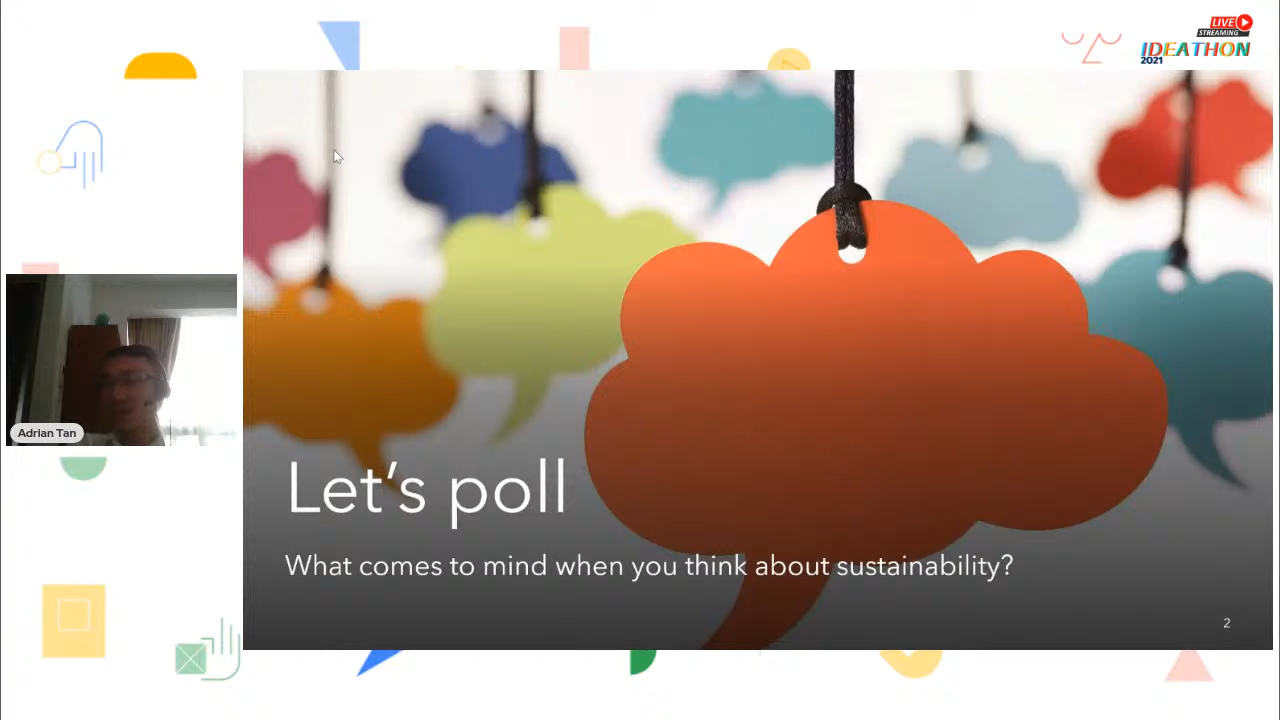 LIVE
STREAMING
IDEATHON
2021
Adrian Tan
Let's poll
What comes to mind when you think about sustainability?
2